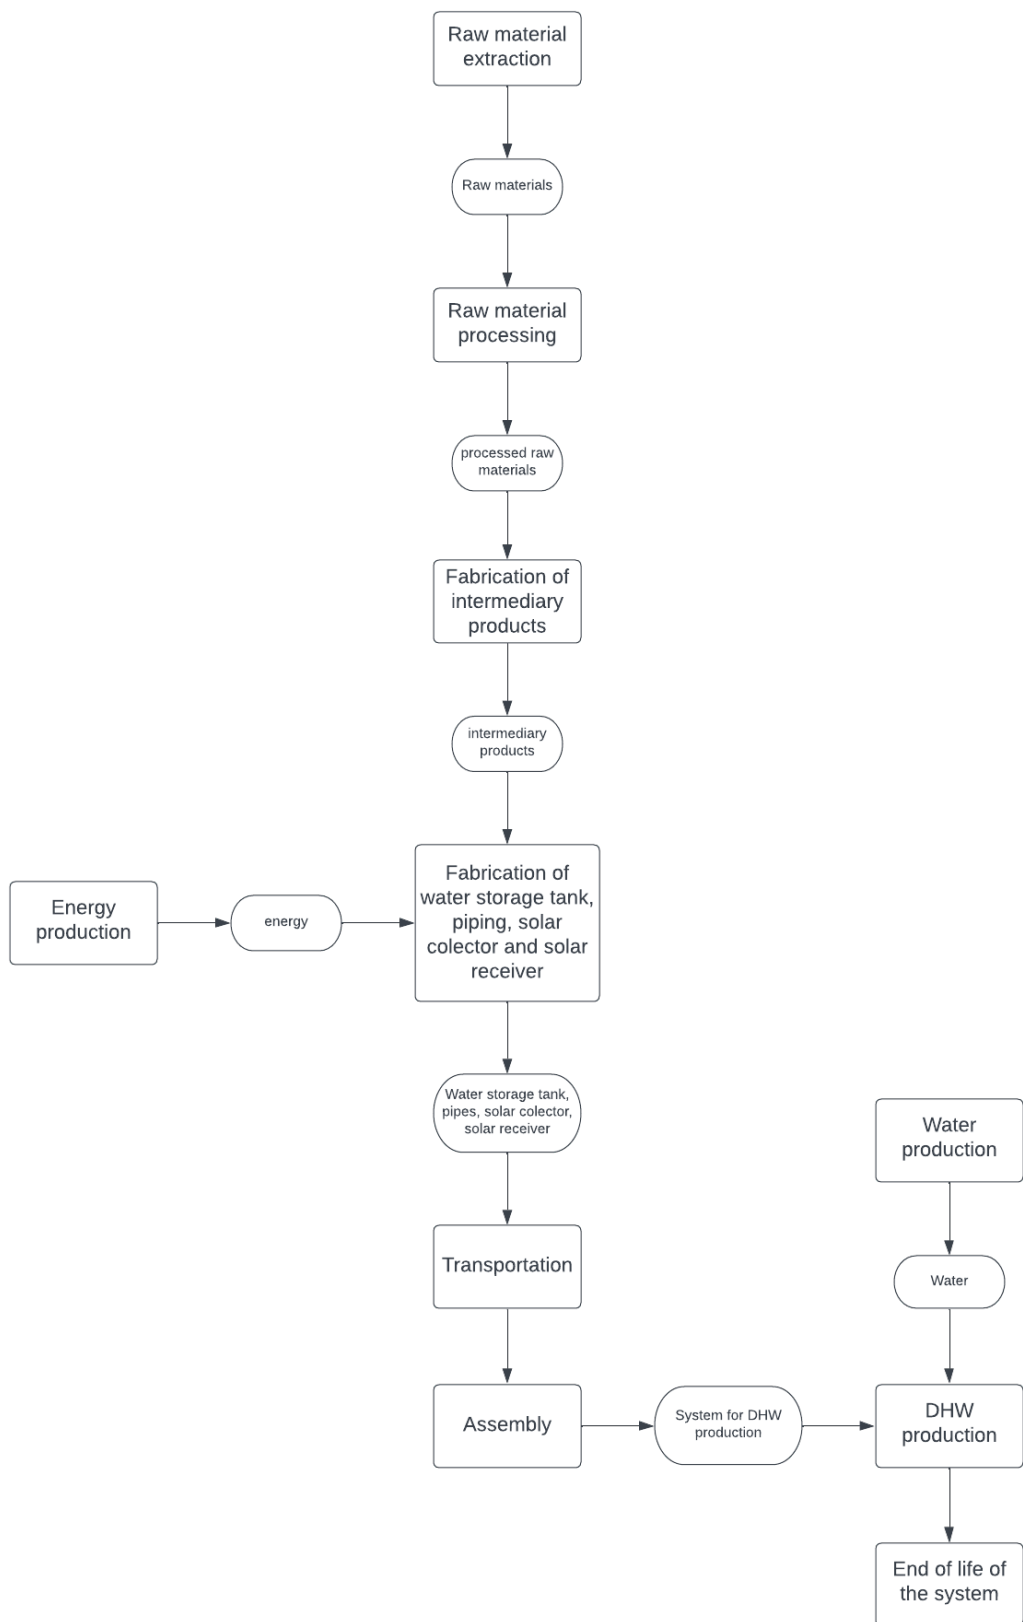 Raw material
extraction
Raw materials
Raw material
processing
processed raw
materials
Fabrication of
intermediary
products
intermediary
products
Energy
production
energy
Fabrication of
water storage tank,
piping, solar
colector and solar
receiver
Water storage tank,
pipes, solar colector,
solar receiver
Water
production
Transportation
Water
Assembly
System for DHW
production
DHW
production
End of life of
the system